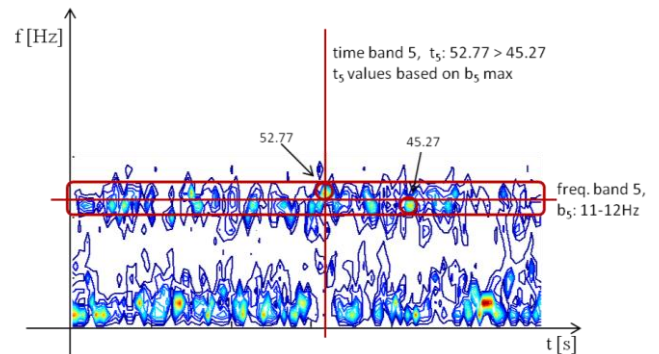 f [Hz]
time band 5, t₅: 52.77 > 45.27
t₅ values based on b₅ max
52.77
45.27
freq. band 5,
b₅: 11-12Hz
t [s]